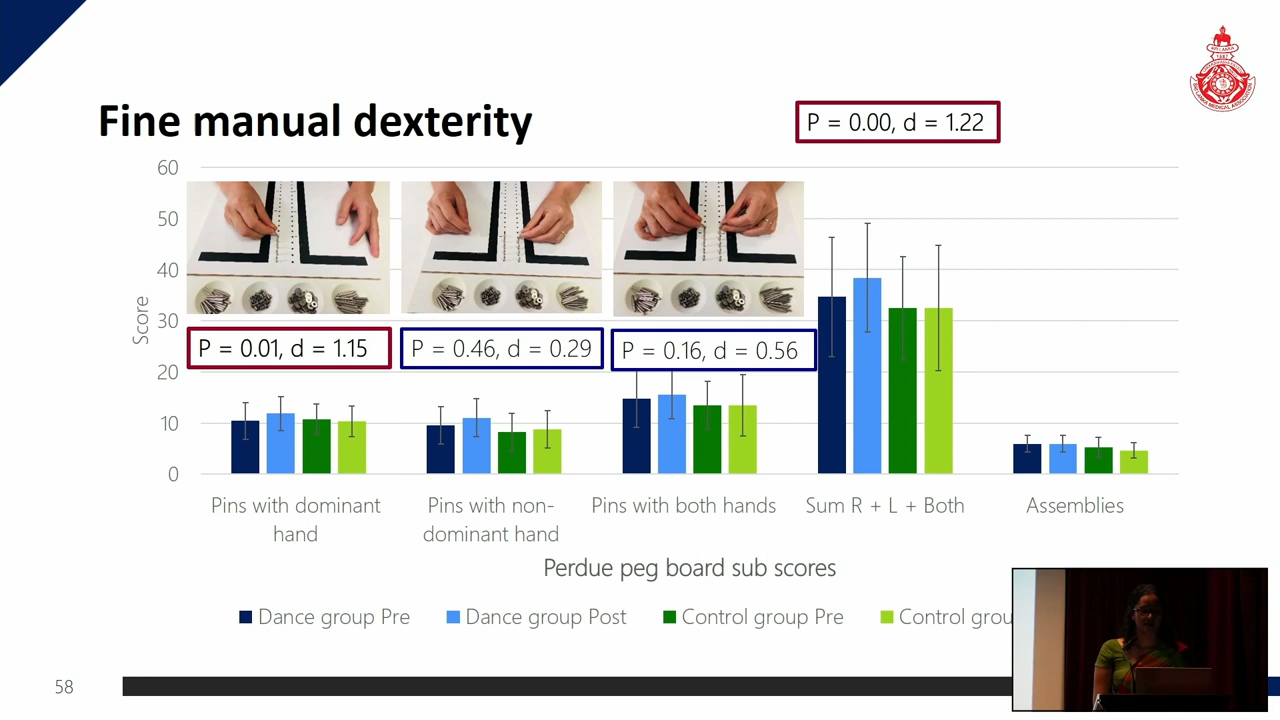 Fine manual dexterity
P = 0.00, d = 1.22
60
50
40
30
20
10
0
Score
P = 0.01, d = 1.15
P = 0.46, d = 0.29
P = 0.16, d = 0.56
Pins with dominant
hand
Pins with non-
dominant hand
Pins with both hands
Sum R + L + Both
Assemblies
Perdue peg board sub scores
Dance group Pre
Dance group Post
Control group Pre
Control grou
58